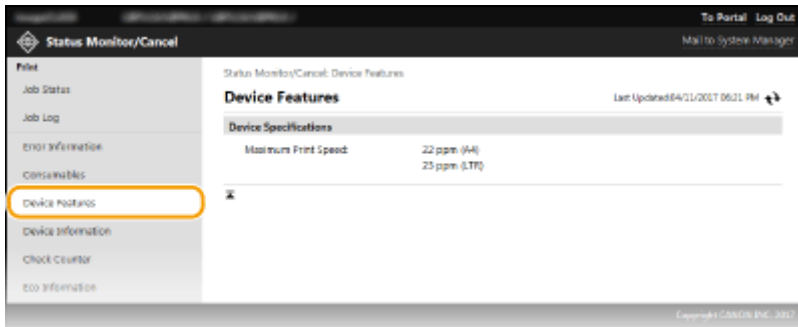 To Portal Log Out
Status Monitor/Cancel
Mail to System Manager
Print
Job Status
Job Log
Error Information
Consumables
Device Features
Device Information
Check Counter
Eco Information
Status Monitor/Cancel: Device Features
Device Features
Last Updated:04/11/2017 06:21 PM
Device Specifications
Maximum Print Speed: 22 ppm (A4)
23 ppm (LTR)
Copyright CANON INC. 2017